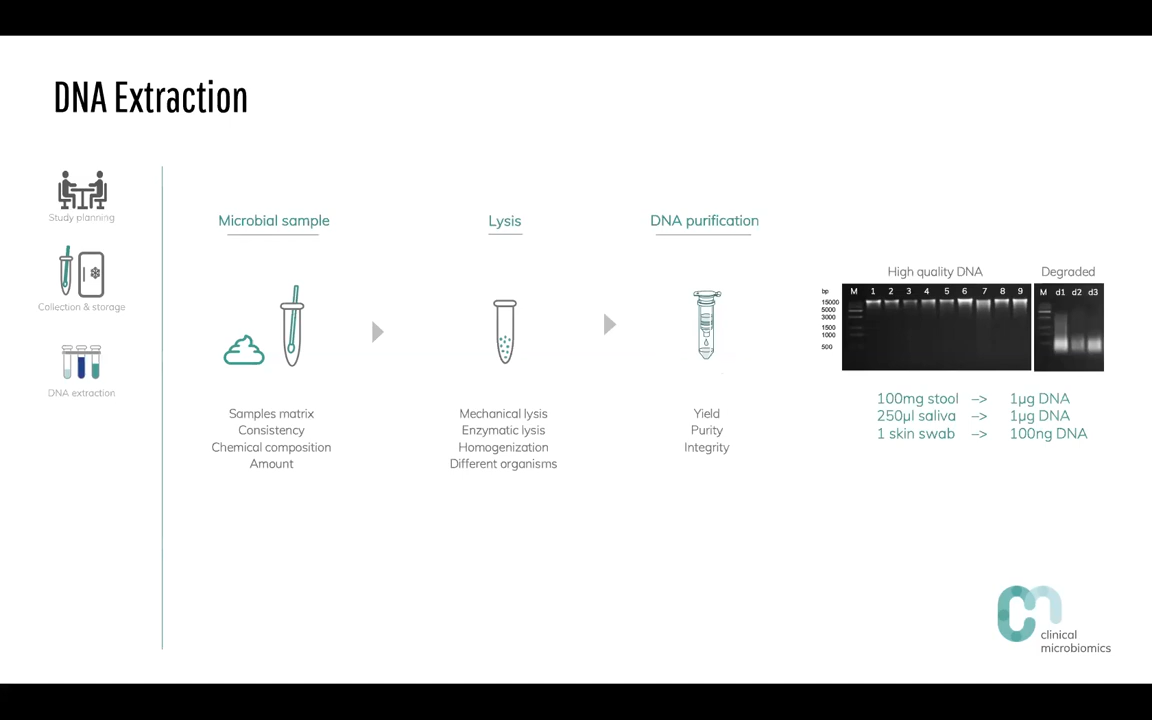 DNA Extraction
Study planning
Collection & storage
DNA extraction
Microbial sample
Samples matrix
Consistency
Chemical composition
Amount
Lysis
Mechanical lysis
Enzymatic lysis
Homogenization
Different organisms
DNA purification
Yield
Purity
Integrity
High quality DNA
Degraded
bp
M 1 2 3 4 5 6 7 8 9
M d1 d2 d3
15000
5000
3000
1500
1000
500
100mg stool –> 1µg DNA
250µl saliva –> 1µg DNA
1 skin swab –> 100ng DNA
cm
clinical
microbiomics